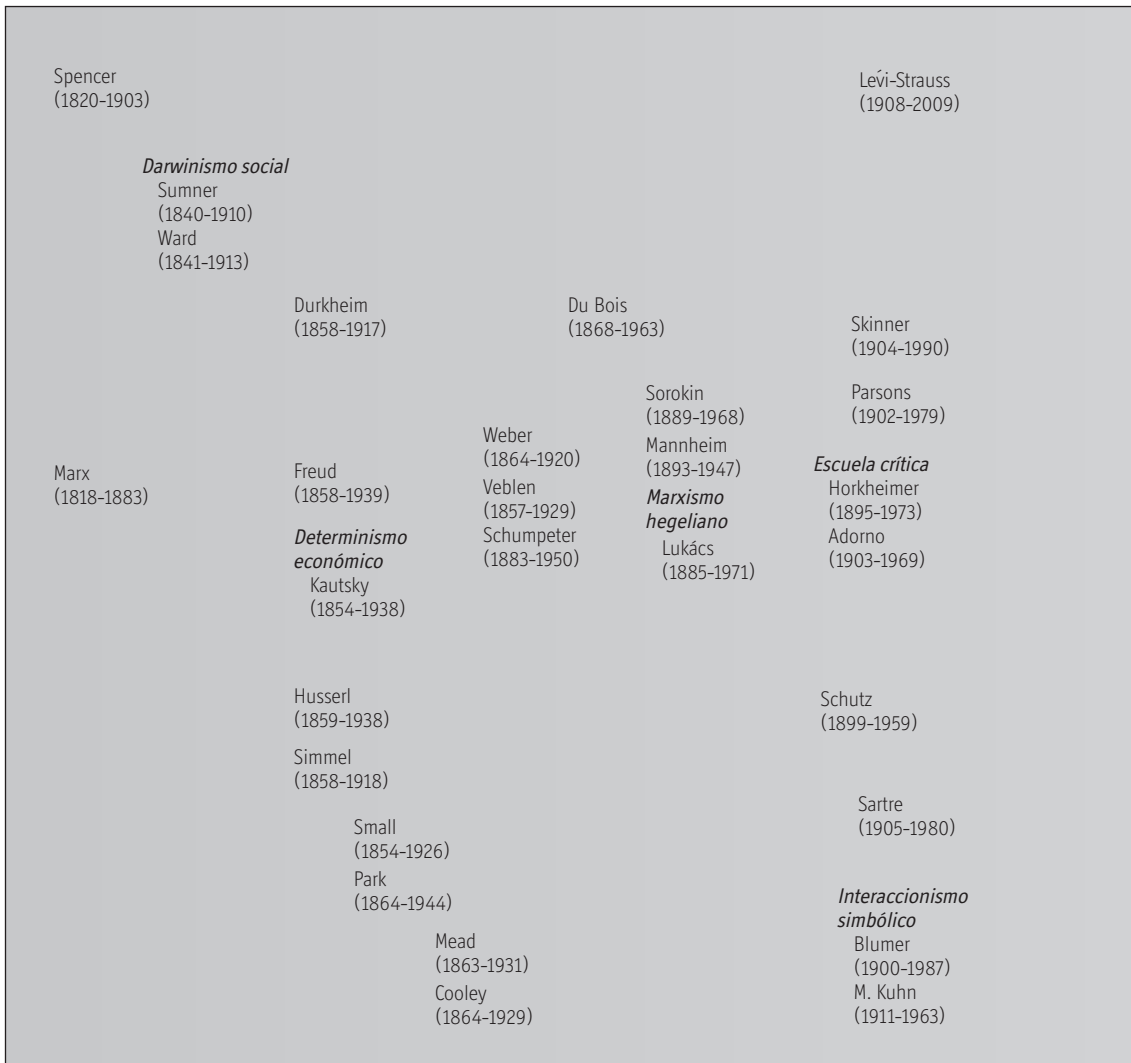 Spencer
(1820-1903)
Lévi-Strauss
(1908-2009)
Darwinismo social
Sumner
(1840-1910)
Ward
(1841-1913)
Durkheim
(1858-1917)
Du Bois
(1868-1963)
Skinner
(1904-1990)
Sorokin
(1889-1968)
Parsons
(1902-1979)
Weber
(1864-1920)
Mannheim
(1893-1947)
Marx
(1818-1883)
Freud
(1858-1939)
Veblen
(1857-1929)
Marxismo
hegeliano
Escuela crítica
Horkheimer
(1895-1973)
Determinismo
económico
Kautsky
(1854-1938)
Schumpeter
(1883-1950)
Lukács
(1885-1971)
Adorno
(1903-1969)
Husserl
(1859-1938)
Schutz
(1899-1959)
Simmel
(1858-1918)
Sartre
(1905-1980)
Small
(1854-1926)
Park
(1864-1944)
Interaccionismo
simbólico
Mead
(1863-1931)
Blumer
(1900-1987)
Cooley
(1864-1929)
M. Kuhn
(1911-1963)